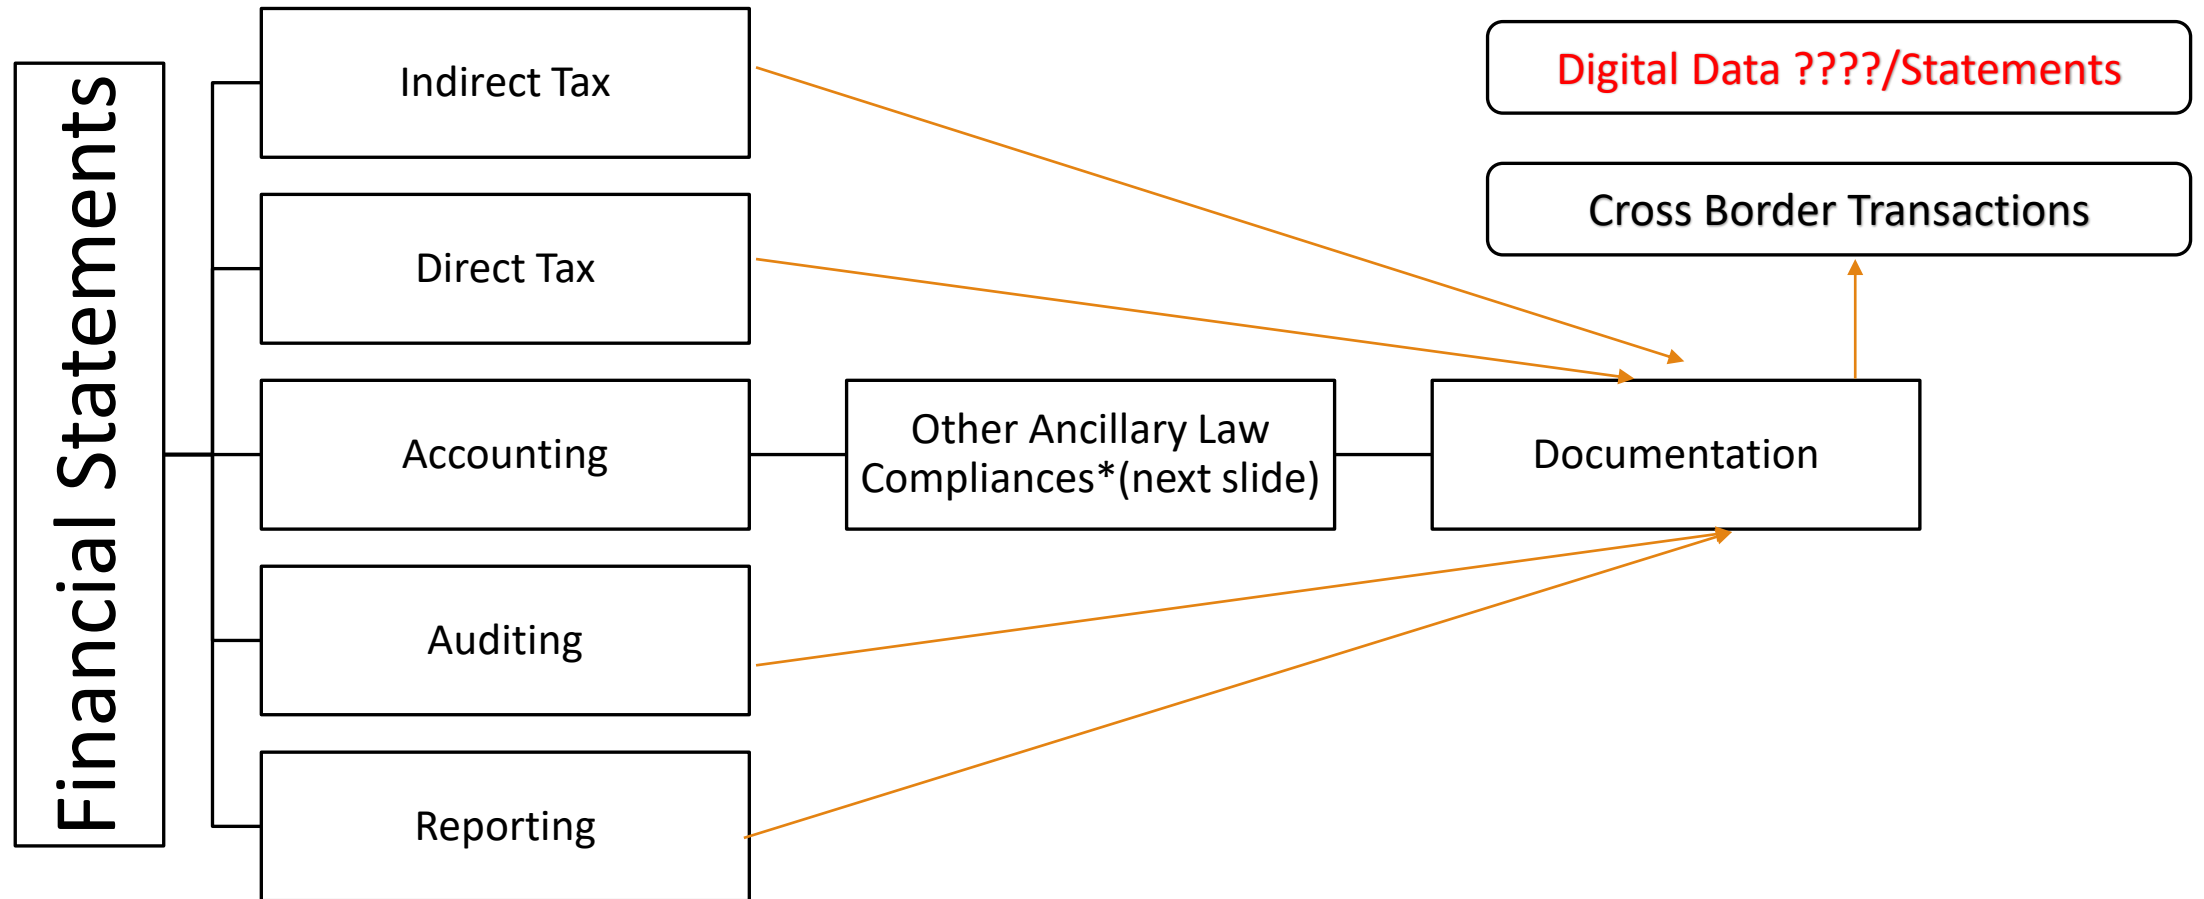 Financial Statements
Indirect Tax
Direct Tax
Accounting
Auditing
Reporting
Other Ancillary Law
Compliances*(next slide)
Documentation
Digital Data ????/Statements
Cross Border Transactions